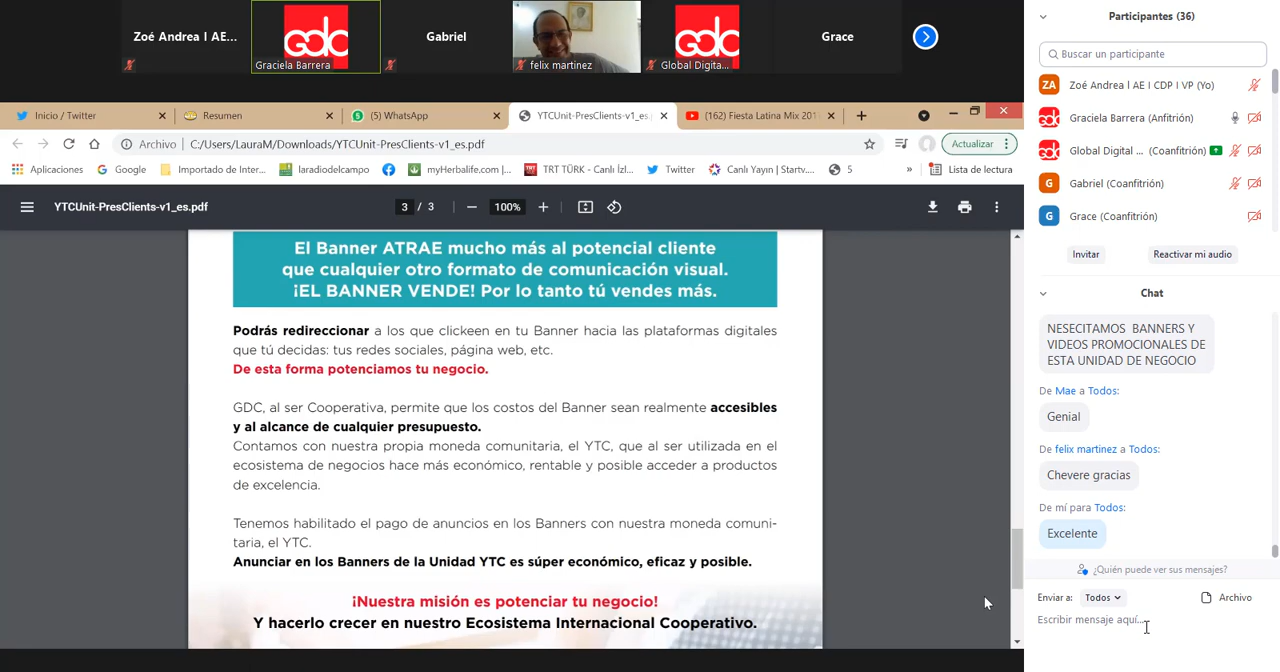 Zoé Andrea l AE...
gdc
Graciela Barrera
Gabriel
felix martinez
gdc
Global Digita...
Grace
Participantes (36)
Buscar un participante
ZA Zoé Andrea l AE l CDP l VP (Yo)
gdc Graciela Barrera (Anfitrión)
gdc Global Digital ... (Coanfitrión)
G Gabriel (Coanfitrión)
G Grace (Coanfitrión)
Invitar Reactivar mi audio
Inicio / Twitter
Resumen
(5) WhatsApp
YTCUnit-PresClients-v1_es.
(162) Fiesta Latina Mix 201
Archivo C:/Users/LauraM/Downloads/YTCUnit-PresClients-v1_es.pdf
Actualizar
Aplicaciones Google Importado de Inter... laradiodelcampo myHerbalife.com |... TRT TÜRK - Canlı İzl... Twitter Canlı Yayın | Startv.... 5 » Lista de lectura
YTCUnit-PresClients-v1_es.pdf 3 / 3 100%
El Banner ATRAE mucho más al potencial cliente
que cualquier otro formato de comunicación visual.
¡EL BANNER VENDE! Por lo tanto tú vendes más.
Podrás redireccionar a los que clickeen en tu Banner hacia las plataformas digitales
que tú decidas: tus redes sociales, página web, etc.
De esta forma potenciamos tu negocio.
GDC, al ser Cooperativa, permite que los costos del Banner sean realmente accesibles
y al alcance de cualquier presupuesto.
Contamos con nuestra propia moneda comunitaria, el YTC, que al ser utilizada en el
ecosistema de negocios hace más económico, rentable y posible acceder a productos
de excelencia.
Tenemos habilitado el pago de anuncios en los Banners con nuestra moneda comuni-
taria, el YTC.
Anunciar en los Banners de la Unidad YTC es súper económico, eficaz y posible.
¡Nuestra misión es potenciar tu negocio!
Y hacerlo crecer en nuestro Ecosistema Internacional Cooperativo.
Chat
NESECITAMOS BANNERS Y
VIDEOS PROMOCIONALES DE
ESTA UNIDAD DE NEGOCIO
De Mae a Todos:
Genial
De felix martinez a Todos:
Chevere gracias
De mí para Todos:
Excelente
¿Quién puede ver sus mensajes?
Enviar a: Todos Archivo
Escribir mensaje aquí...